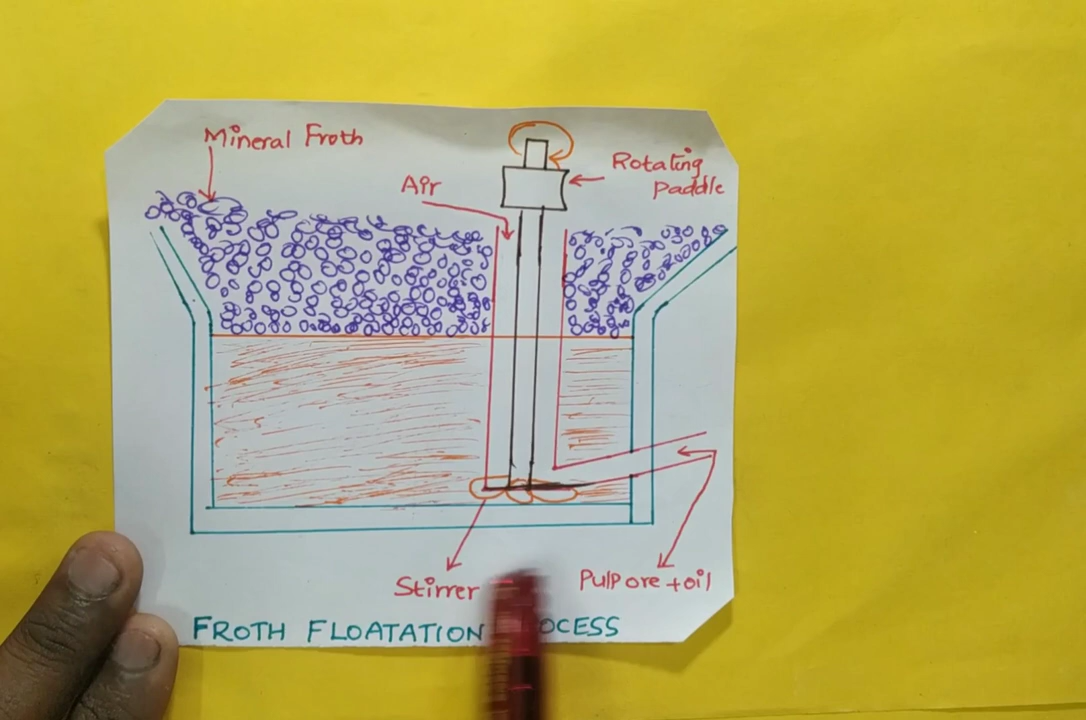 Mineral Froth
Air
Rotating
paddle
Stirrer
Pulp ore + oil
FROTH FLOATATION OCESS